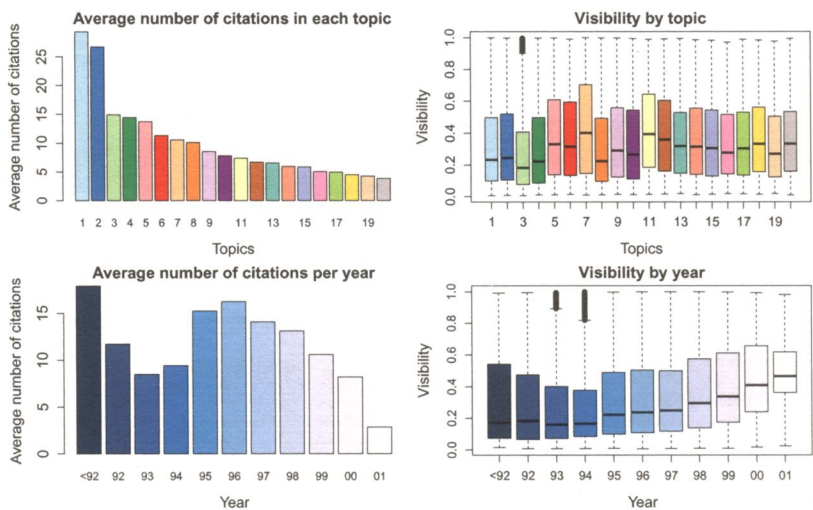 Average number of citations in each topic
Average number of citations
25
20
15
10
5
0
1 2 3 4 5 6 7 8 9 11 13 15 17 19
Topics
Visibility by topic
Visibility
1.0
0.8
0.6
0.4
0.2
0.0
1 3 5 7 9 11 13 15 17 19
Topics
Average number of citations per year
Average number of citations
15
10
5
0
<92 92 93 94 95 96 97 98 99 00 01
Year
Visibility by year
Visibility
1.0
0.8
0.6
0.4
0.2
0.0
<92 92 93 94 95 96 97 98 99 00 01
Year